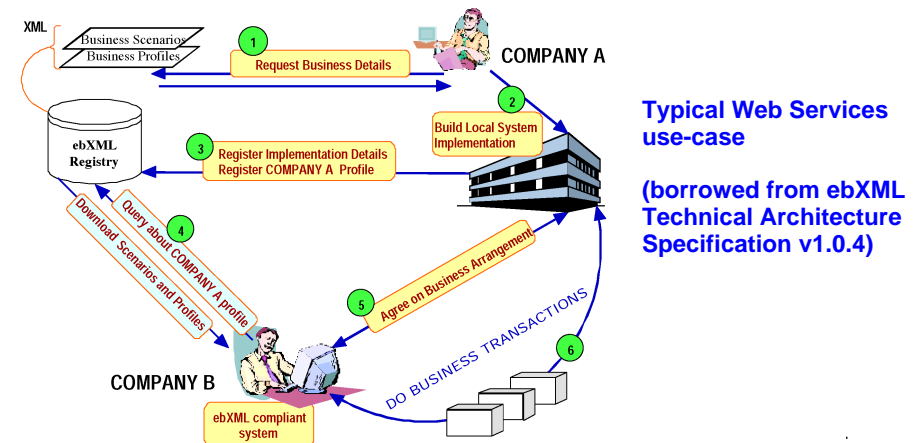 XML
Business Scenarios
Business Profiles
1
Request Business Details
COMPANY A
2
Build Local System
Implementation
ebXML
Registry
3
Register Implementation Details
Register COMPANY A Profile
4
Query about COMPANY A profile
Download Scenarios and Profiles
5
Agree on Business Arrangement
DO BUSINESS TRANSACTIONS
6
COMPANY B
ebXML compliant
system
Typical Web Services
use-case
(borrowed from ebXML
Technical Architecture
Specification v1.0.4)